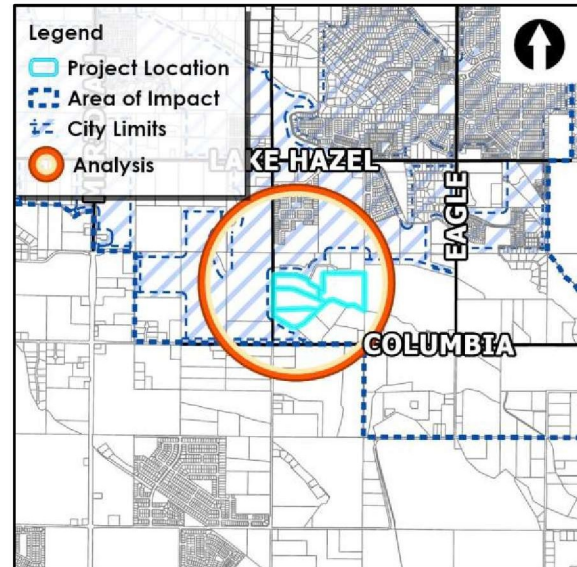 Legend
Project Location
Area of Impact
City Limits
Analysis
LAKE HAZEL
EAGLE
COLUMBIA